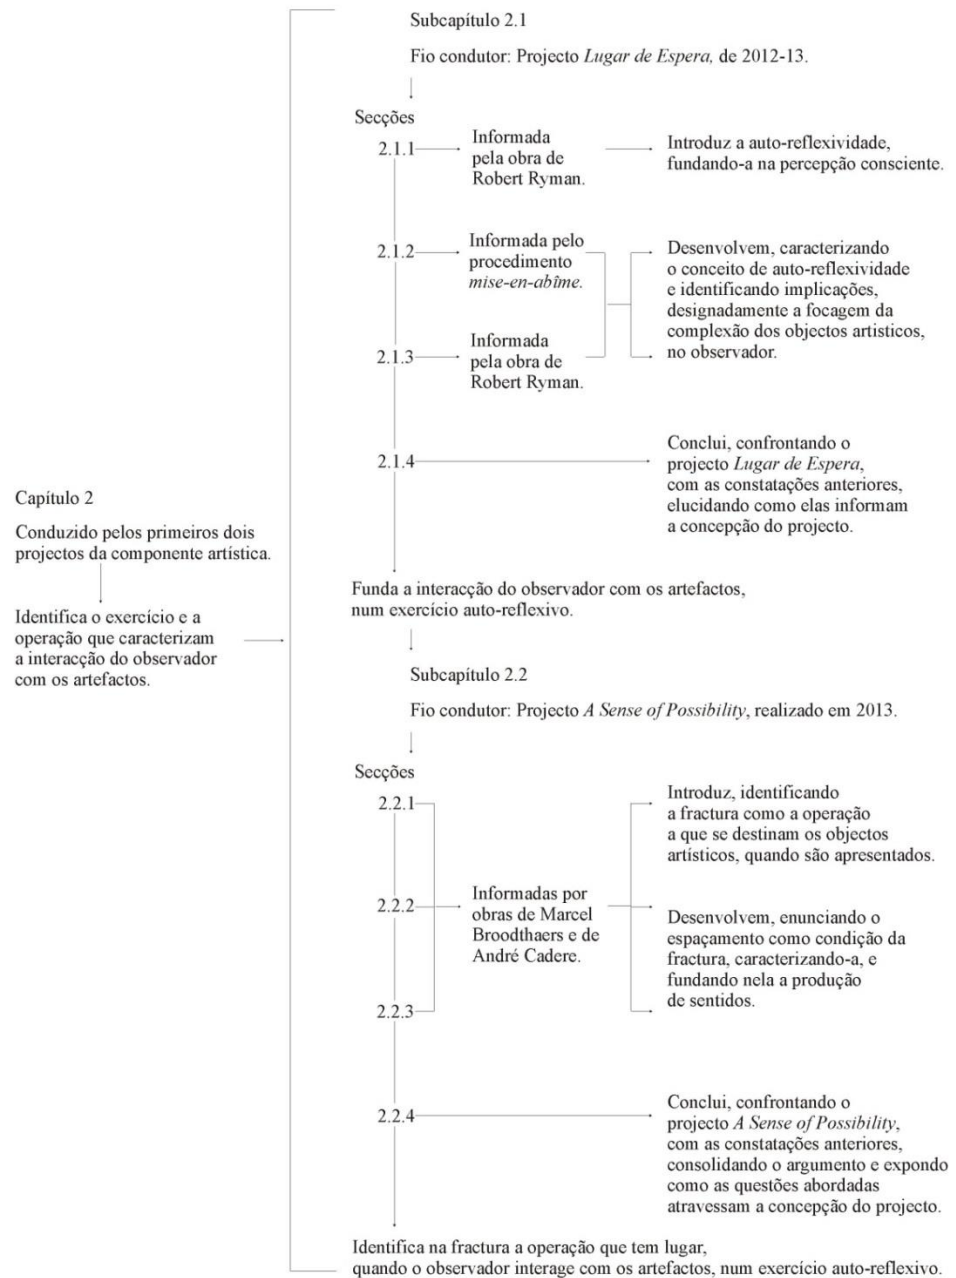 Capítulo 2
Conduzido pelos primeiros dois
projectos da componente artística.
Identifica o exercício e a
operação que caracterizam
a interacção do observador
com os artefactos.
Subcapítulo 2.1
Fio condutor: Projecto Lugar de Espera, de 2012-13.
Secções
2.1.1
Informada
pela obra de
Robert Ryman.
Introduz a auto-reflexividade,
fundando-a na percepção consciente.
2.1.2
Informada pelo
procedimento
mise-en-abîme.
2.1.3
Informada
pela obra de
Robert Ryman.
Desenvolvem, caracterizando
o conceito de auto-reflexividade
e identificando implicações,
designadamente a focagem da
complexão dos objectos artisticos,
no observador.
2.1.4
Conclui, confrontando o
projecto Lugar de Espera,
com as constatações anteriores,
elucidando como elas informam
a concepção do projecto.
Funda a interacção do observador com os artefactos,
num exercício auto-reflexivo.
Subcapítulo 2.2
Fio condutor: Projecto A Sense of Possibility, realizado em 2013.
Secções
2.2.1
2.2.2
2.2.3
Informadas por
obras de Marcel
Broodthaers e de
André Cadere.
Introduz, identificando
a fractura como a operação
a que se destinam os objectos
artísticos, quando são apresentados.
Desenvolvem, enunciando o
espaçamento como condição da
fractura, caracterizando-a, e
fundando nela a produção
de sentidos.
2.2.4
Conclui, confrontando o
projecto A Sense of Possibility,
com as constatações anteriores,
consolidando o argumento e expondo
como as questões abordadas
atravessam a concepção do projecto.
Identifica na fractura a operação que tem lugar,
quando o observador interage com os artefactos, num exercício auto-reflexivo.